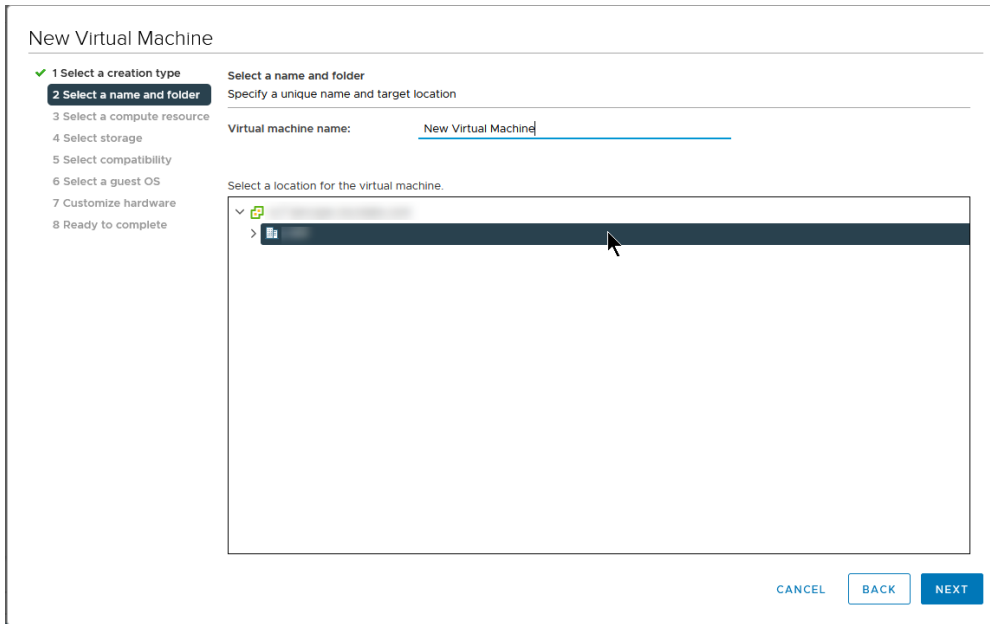 New Virtual Machine
1 Select a creation type
2 Select a name and folder
3 Select a compute resource
4 Select storage
5 Select compatibility
6 Select a guest OS
7 Customize hardware
8 Ready to complete
Select a name and folder
Specify a unique name and target location
Virtual machine name: New Virtual Machine
Select a location for the virtual machine.
CANCEL BACK NEXT